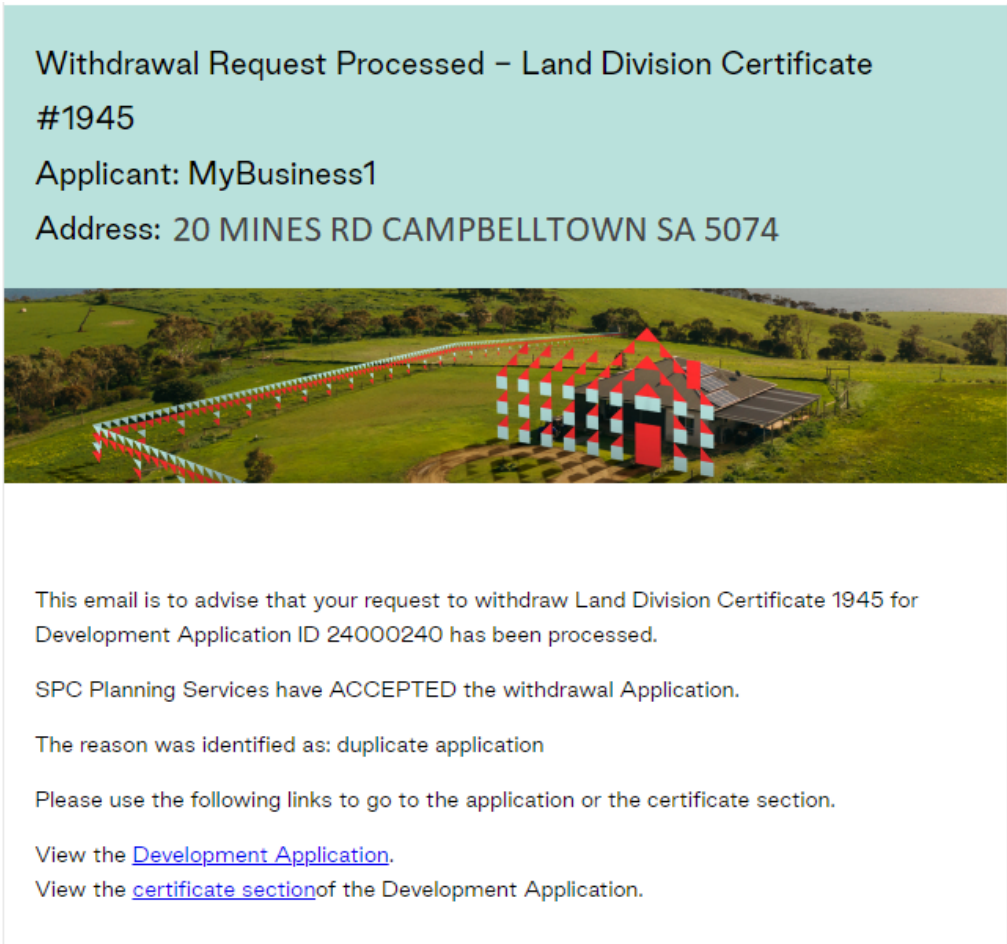 Withdrawal Request Processed – Land Division Certificate
#1945
Applicant: MyBusiness1
Address: 20 MINES RD CAMPBELLTOWN SA 5074
This email is to advise that your request to withdraw Land Division Certificate 1945 for
Development Application ID 24000240 has been processed.
SPC Planning Services have ACCEPTED the withdrawal Application.
The reason was identified as: duplicate application
Please use the following links to go to the application or the certificate section.
View the Development Application.
View the certificate sectionof the Development Application.